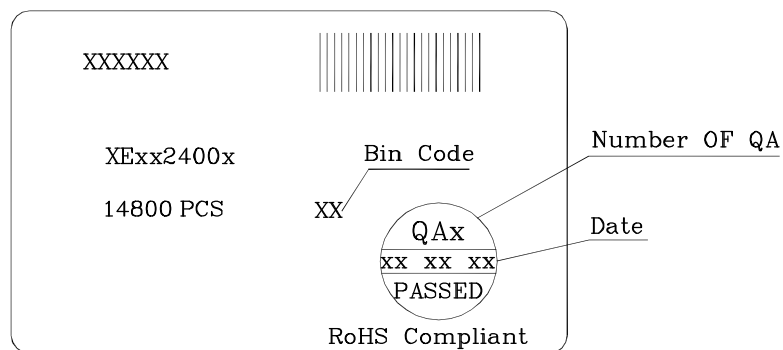 XXXXXX
XExx2400x
Bin Code
Number OF QA
14800 PCS
XX
QAx
Date
xx xx xx
PASSED
RoHS Compliant